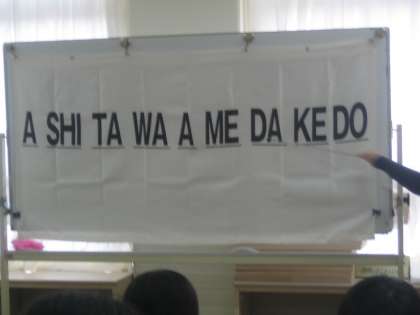 A SHI TA WA A ME DA KE DO